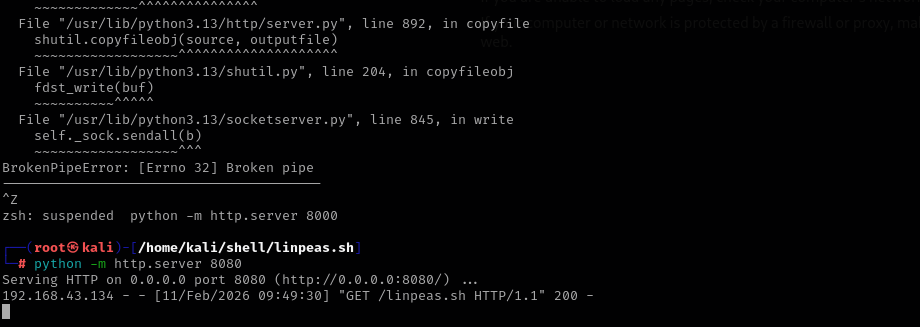 ~~~~~~~~~~~~~^^^^^^^^^^^^^^^
File "/usr/lib/python3.13/http/server.py", line 892, in copyfile
shutil.copyfileobj(source, outputfile)
~~~~~~~~~~~~~~~~~~^^^^^^^^^^^^^^^^^^^^
File "/usr/lib/python3.13/shutil.py", line 204, in copyfileobj
fdst_write(buf)
~~~~~~~~~~^^^^^
File "/usr/lib/python3.13/socketserver.py", line 845, in write
self._sock.sendall(b)
~~~~~~~~~~~~~~~~~~^^^
BrokenPipeError: [Errno 32] Broken pipe
----------------------------------------
^Z
zsh: suspended  python -m http.server 8000
┌──(root㉿kali)-[/home/kali/shell/linpeas.sh]
└─# python -m http.server 8080
Serving HTTP on 0.0.0.0 port 8080 (http://0.0.0.0:8080/) ...
192.168.43.134 - - [11/Feb/2026 09:49:30] "GET /linpeas.sh HTTP/1.1" 200 -
computer or network is protected by a firewall or proxy, ma
web.